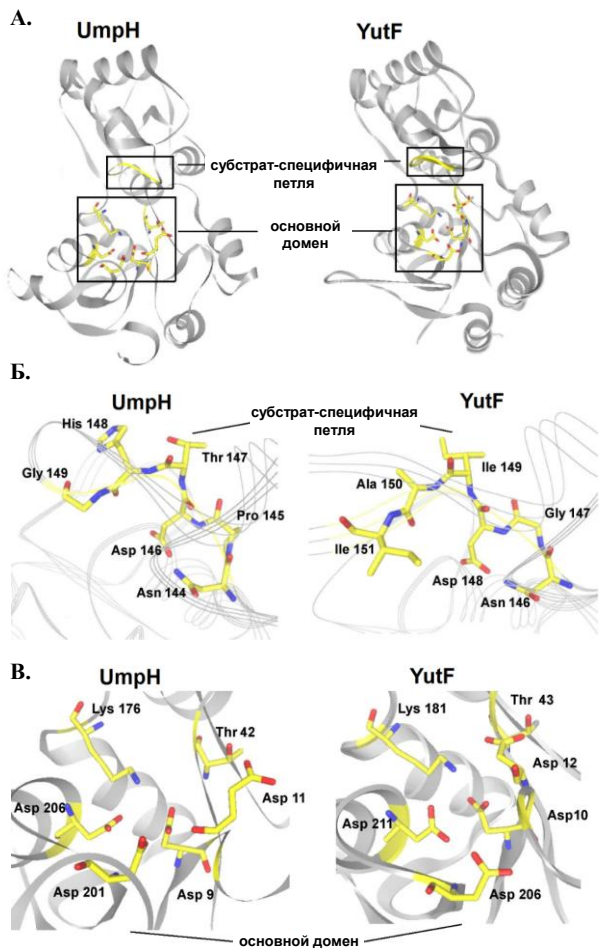 А.
UmpH YutF
субстрат-специфичная
петля
основной
домен
Б.
UmpH YutF
субстрат-специфичная
петля
His 148
Thr 147
Gly 149
Pro 145
Asp 146
Asn 144
Ile 149
Ala 150
Gly 147
Ile 151
Asp 148
Asn 146
В.
UmpH YutF
Lys 176
Thr 42
Asp 11
Asp 206
Asp 201
Asp 9
Lys 181
Thr 43
Asp 12
Asp10
Asp 211
Asp 206
основной домен